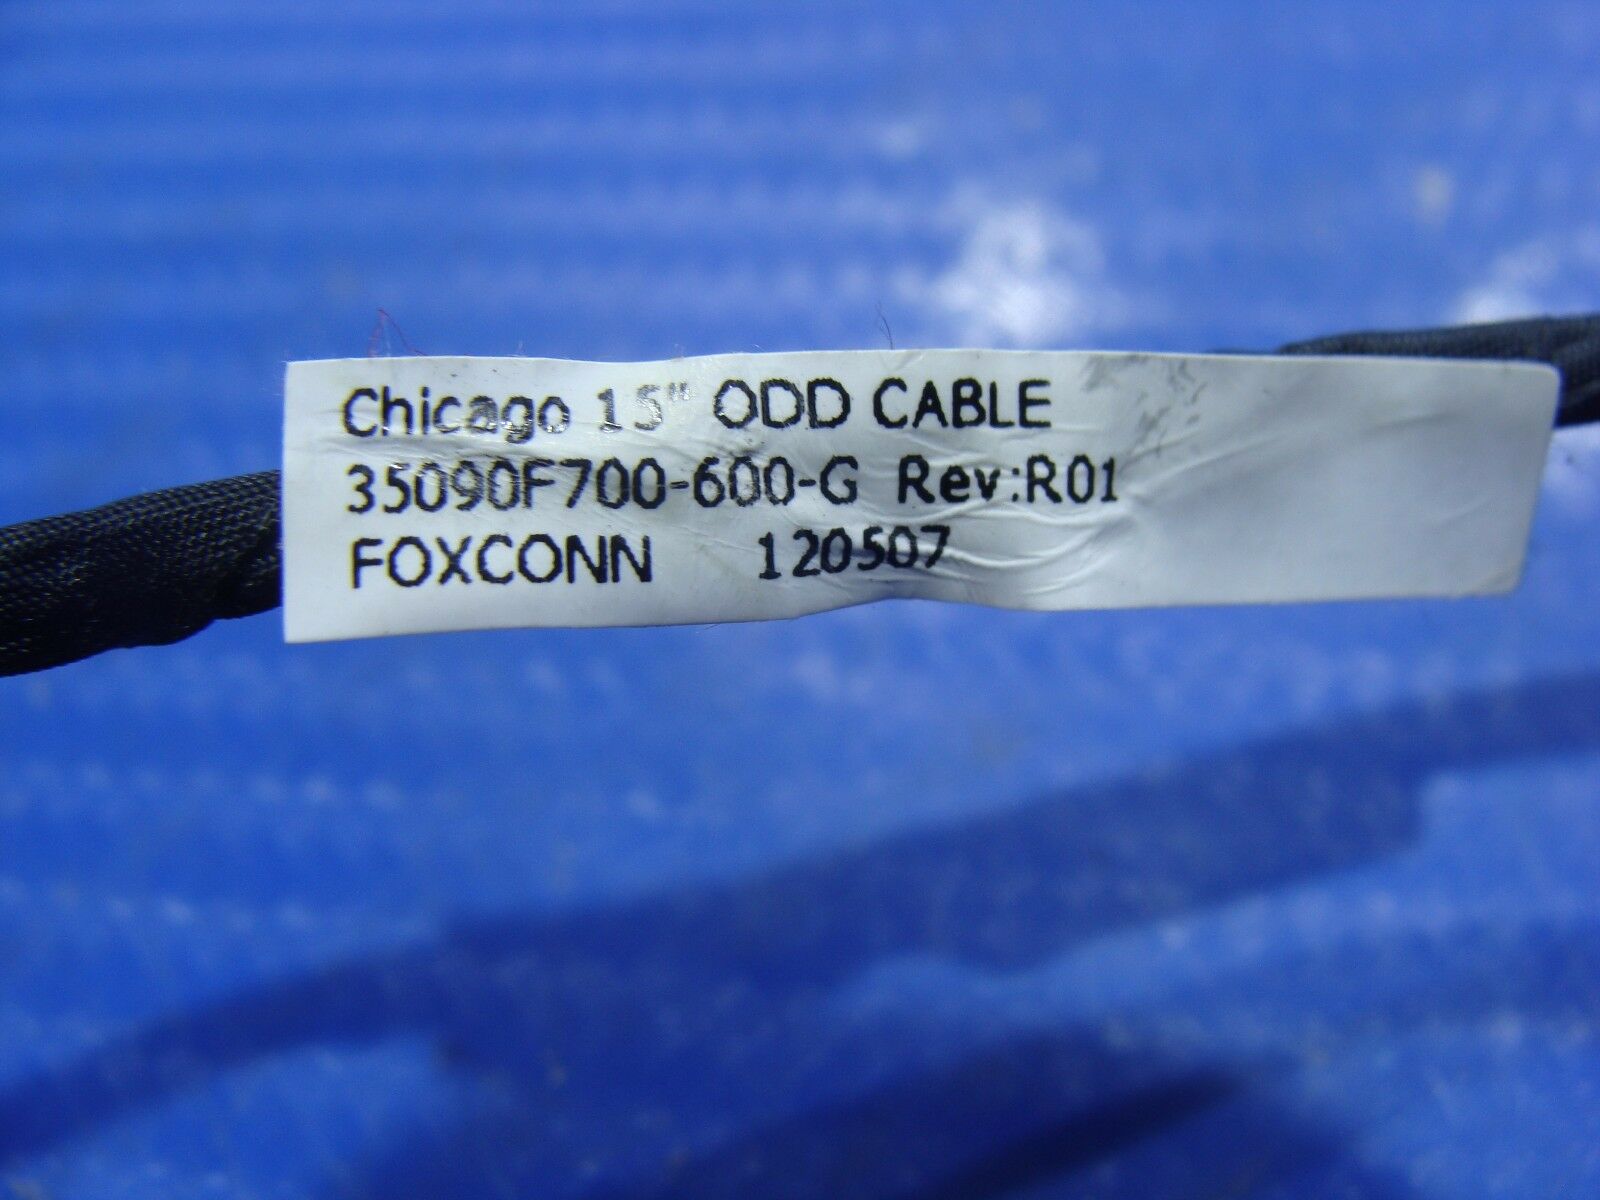 Chicago 15" ODD CABLE
35090F700-600-G Rev:R01
FOXCONN 120507